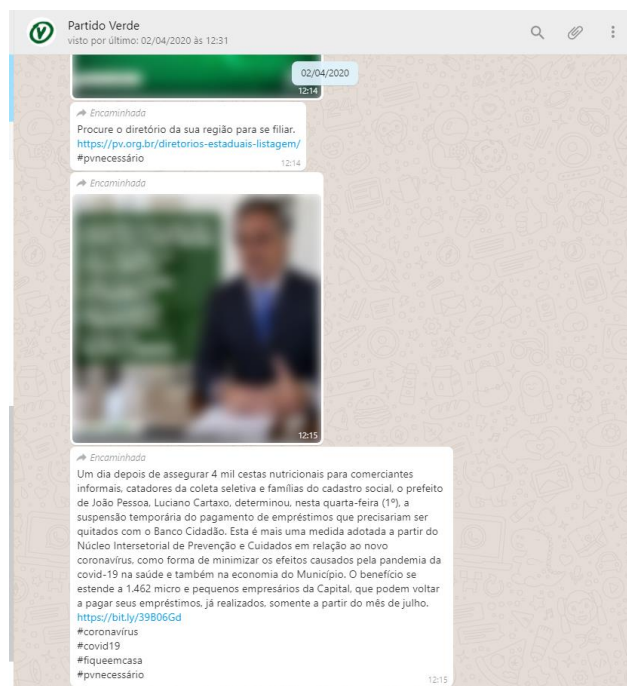 Partido Verde
visto por último: 02/04/2020 às 12:31
02/04/2020
12:14
Encaminhada
Procure o diretório da sua região para se filiar.
https://pv.org.br/diretorios-estaduais-listagem/
#pvnecessário
12:14
Encaminhada
12:15
Encaminhada
Um dia depois de assegurar 4 mil cestas nutricionais para comerciantes
informais, catadores da coleta seletiva e famílias do cadastro social, o prefeito
de João Pessoa, Luciano Cartaxo, determinou, nesta quarta-feira (1º), a
suspensão temporária do pagamento de empréstimos que precisariam ser
quitados com o Banco Cidadão. Esta é mais uma medida adotada a partir do
Núcleo Intersetorial de Prevenção e Cuidados em relação ao novo
coronavírus, como forma de minimizar os efeitos causados pela pandemia da
covid-19 na saúde e também na economia do Município. O benefício se
estende a 1.462 micro e pequenos empresários da Capital, que podem voltar
a pagar seus empréstimos, já realizados, somente a partir do mês de julho.
https://bit.ly/39B06Gd
#coronavírus
#covid19
#fiqueemcasa
#pvnecessário
12:15